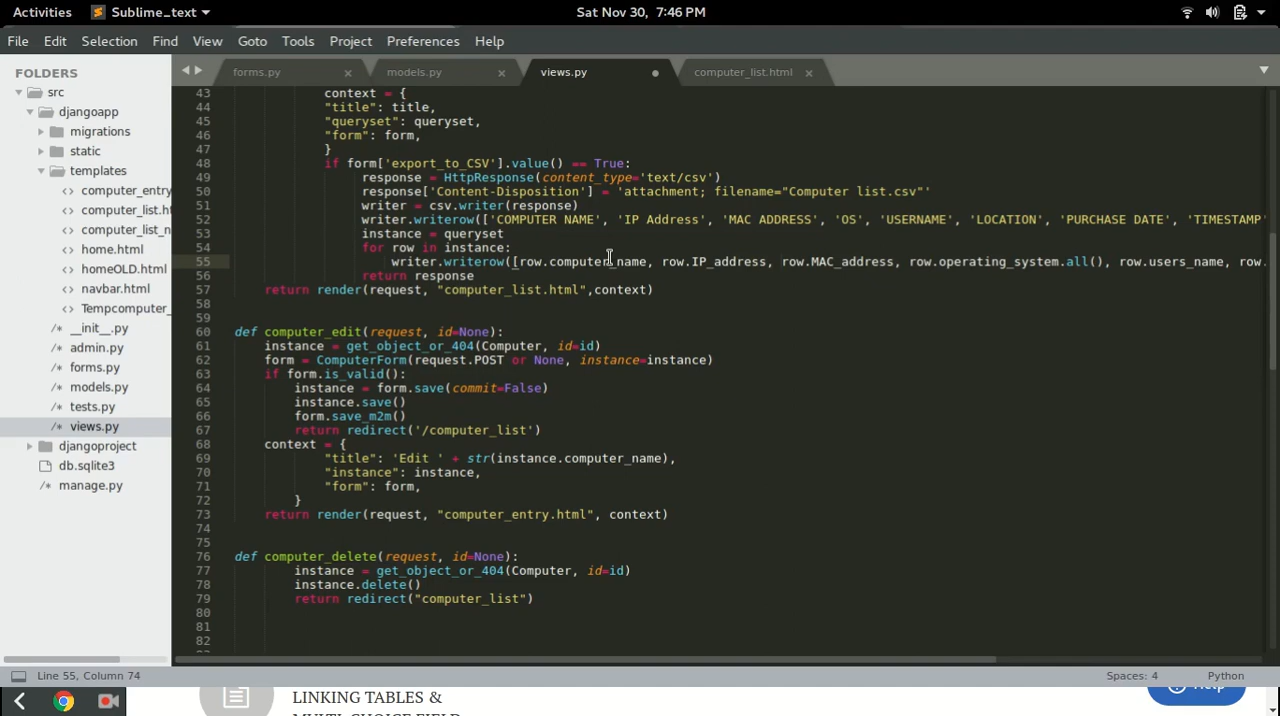 Activities Sublime_text Sat Nov 30, 7:46 PM
File Edit Selection Find View Goto Tools Project Preferences Help
FOLDERS
src
djangoapp
migrations
static
templates
computer_entry
computer_list.ht
computer_list_n
home.html
homeOLD.html
navbar.html
Tempcomputer_
__init__.py
admin.py
forms.py
models.py
tests.py
views.py
djangoproject
db.sqlite3
manage.py
forms.py × models.py × views.py computer_list.html ×
43 context = {
44 "title": title,
45 "queryset": queryset,
46 "form": form,
47 }
48 if form['export_to_CSV'].value() == True:
49 response = HttpResponse(content_type='text/csv')
50 response['Content-Disposition'] = 'attachment; filename="Computer list.csv"'
51 writer = csv.writer(response)
52 writer.writerow(['COMPUTER NAME', 'IP Address', 'MAC ADDRESS', 'OS', 'USERNAME', 'LOCATION', 'PURCHASE DATE', 'TIMESTAMP'
53 instance = queryset
54 for row in instance:
55 writer.writerow([row.computer_name, row.IP_address, row.MAC_address, row.operating_system.all(), row.users_name, row.
56 return response
57 return render(request, "computer_list.html",context)
58
59
60 def computer_edit(request, id=None):
61 instance = get_object_or_404(Computer, id=id)
62 form = ComputerForm(request.POST or None, instance=instance)
63 if form.is_valid():
64 instance = form.save(commit=False)
65 instance.save()
66 form.save_m2m()
67 return redirect('/computer_list')
68 context = {
69 "title": 'Edit ' + str(instance.computer_name),
70 "instance": instance,
71 "form": form,
72 }
73 return render(request, "computer_entry.html", context)
74
75
76 def computer_delete(request, id=None):
77 instance = get_object_or_404(Computer, id=id)
78 instance.delete()
79 return redirect("computer_list")
80
81
82
Line 55, Column 74 Spaces: 4 Python
LINKING TABLES &
Help